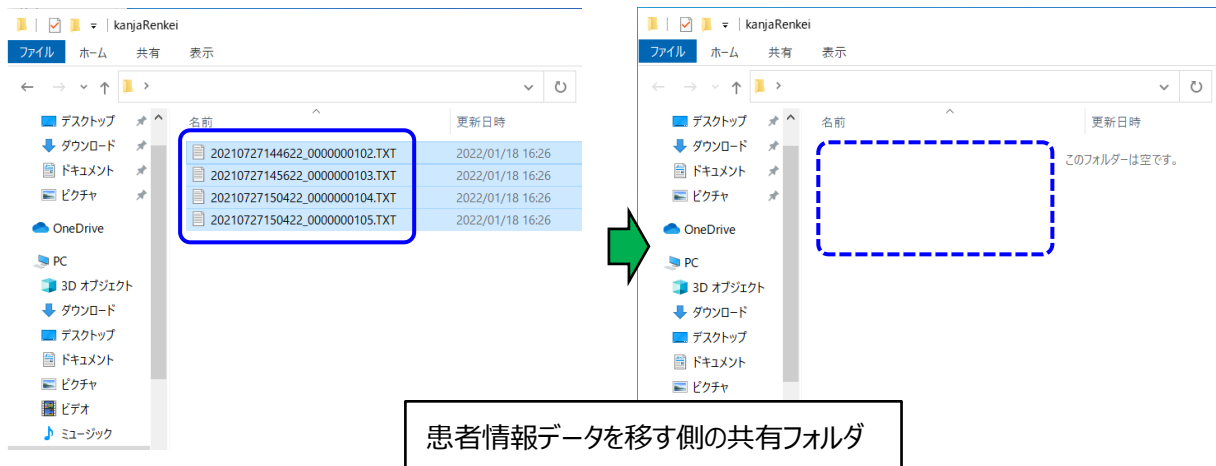 kanjaRenkei
ファイル ホーム 共有 表示
名前 更新日時
デスクトップ
ダウンロード
ドキュメント
ピクチャ
OneDrive
PC
3D オブジェクト
ダウンロード
デスクトップ
ドキュメント
ピクチャ
ビデオ
ミュージック
20210727144622_0000000102.TXT 2022/01/18 16:26
20210727145622_0000000103.TXT 2022/01/18 16:26
20210727150422_0000000104.TXT 2022/01/18 16:26
20210727150422_0000000105.TXT 2022/01/18 16:26
kanjaRenkei
ファイル ホーム 共有 表示
名前 更新日時
デスクトップ
ダウンロード
ドキュメント
ピクチャ
OneDrive
PC
3D オブジェクト
ダウンロード
デスクトップ
ドキュメント
ピクチャ
このフォルダーは空です。
患者情報データを移す側の共有フォルダ